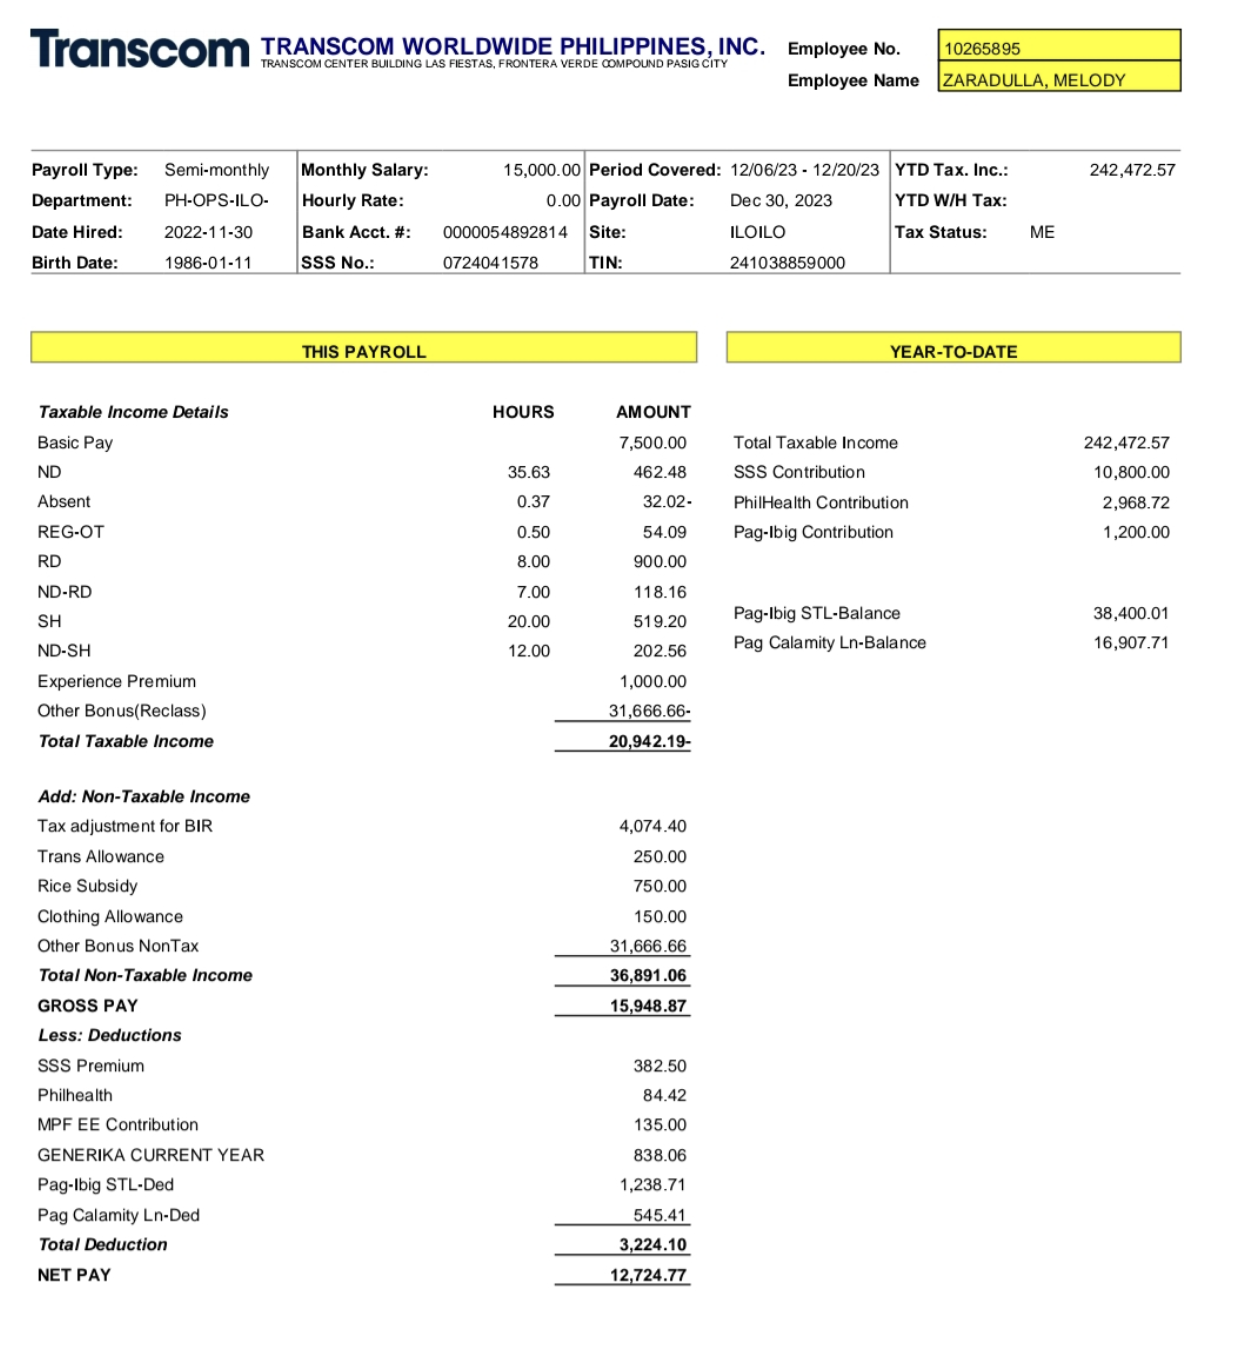 Transcom TRANSCOM WORLDWIDE PHILIPPINES, INC. Employee No. 10265895
TRANSCOM CENTER BUILDING LAS FIESTAS, FRONTERA VERDE COMPOUND PASIG CITY
Employee Name ZARADULLA, MELODY
Payroll Type: Semi-monthly Monthly Salary: 15,000.00 Period Covered: 12/06/23 - 12/20/23 YTD Tax. Inc.: 242,472.57
Department: PH-OPS-ILO- Hourly Rate: 0.00 Payroll Date: Dec 30, 2023 YTD W/H Tax:
Date Hired: 2022-11-30 Bank Acct. #: 0000054892814 Site: ILOILO Tax Status: ME
Birth Date: 1986-01-11 SSS No.: 0724041578 TIN: 241038859000
THIS PAYROLL YEAR-TO-DATE
Taxable Income Details HOURS AMOUNT
Basic Pay 7,500.00 Total Taxable Income 242,472.57
ND 35.63 462.48 SSS Contribution 10,800.00
Absent 0.37 32.02- PhilHealth Contribution 2,968.72
REG-OT 0.50 54.09 Pag-Ibig Contribution 1,200.00
RD 8.00 900.00
ND-RD 7.00 118.16
SH 20.00 519.20 Pag-Ibig STL-Balance 38,400.01
ND-SH 12.00 202.56 Pag Calamity Ln-Balance 16,907.71
Experience Premium 1,000.00
Other Bonus(Reclass) 31,666.66-
Total Taxable Income 20,942.19-
Add: Non-Taxable Income
Tax adjustment for BIR 4,074.40
Trans Allowance 250.00
Rice Subsidy 750.00
Clothing Allowance 150.00
Other Bonus NonTax 31,666.66
Total Non-Taxable Income 36,891.06
GROSS PAY 15,948.87
Less: Deductions
SSS Premium 382.50
Philhealth 84.42
MPF EE Contribution 135.00
GENERIKA CURRENT YEAR 838.06
Pag-Ibig STL-Ded 1,238.71
Pag Calamity Ln-Ded 545.41
Total Deduction 3,224.10
NET PAY 12,724.77